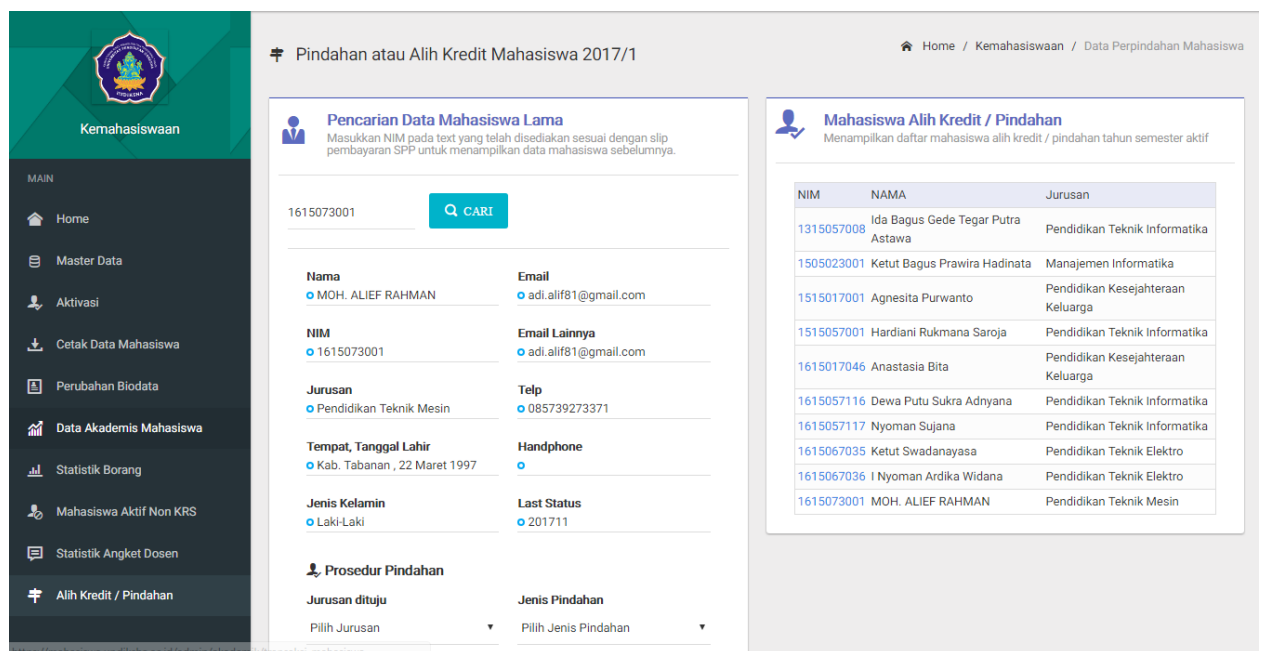 Kemahasiswaan
MAIN
Home
Master Data
Aktivasi
Cetak Data Mahasiswa
Perubahan Biodata
Data Akademis Mahasiswa
Statistik Borang
Mahasiswa Aktif Non KRS
Statistik Angket Dosen
Alih Kredit / Pindahan
Pindahan atau Alih Kredit Mahasiswa 2017/1
Home / Kemahasiswaan / Data Perpindahan Mahasiswa
Pencarian Data Mahasiswa Lama
Masukkan NIM pada text yang telah disediakan sesuai dengan slip
pembayaran SPP untuk menampilkan data mahasiswa sebelumnya.
1615073001 CARI
Nama Email
MOH. ALIEF RAHMAN adi.alif81@gmail.com
NIM Email Lainnya
1615073001 adi.alif81@gmail.com
Jurusan Telp
Pendidikan Teknik Mesin 085739273371
Tempat, Tanggal Lahir Handphone
Kab. Tabanan , 22 Maret 1997
Jenis Kelamin Last Status
Laki-Laki 201711
Prosedur Pindahan
Jurusan dituju Jenis Pindahan
Pilih Jurusan Pilih Jenis Pindahan
Mahasiswa Alih Kredit / Pindahan
Menampilkan daftar mahasiswa alih kredit / pindahan tahun semester aktif
NIM NAMA Jurusan
1315057008 Ida Bagus Gede Tegar Putra Astawa Pendidikan Teknik Informatika
1505023001 Ketut Bagus Prawira Hadinata Manajemen Informatika
1515017001 Agnesita Purwanto Pendidikan Kesejahteraan Keluarga
1515057001 Hardiani Rukmana Saroja Pendidikan Teknik Informatika
1615017046 Anastasia Bita Pendidikan Kesejahteraan Keluarga
1615057116 Dewa Putu Sukra Adnyana Pendidikan Teknik Informatika
1615057117 Nyoman Sujana Pendidikan Teknik Informatika
1615067035 Ketut Swadanayasa Pendidikan Teknik Elektro
1615067036 I Nyoman Ardika Widana Pendidikan Teknik Elektro
1615073001 MOH. ALIEF RAHMAN Pendidikan Teknik Mesin